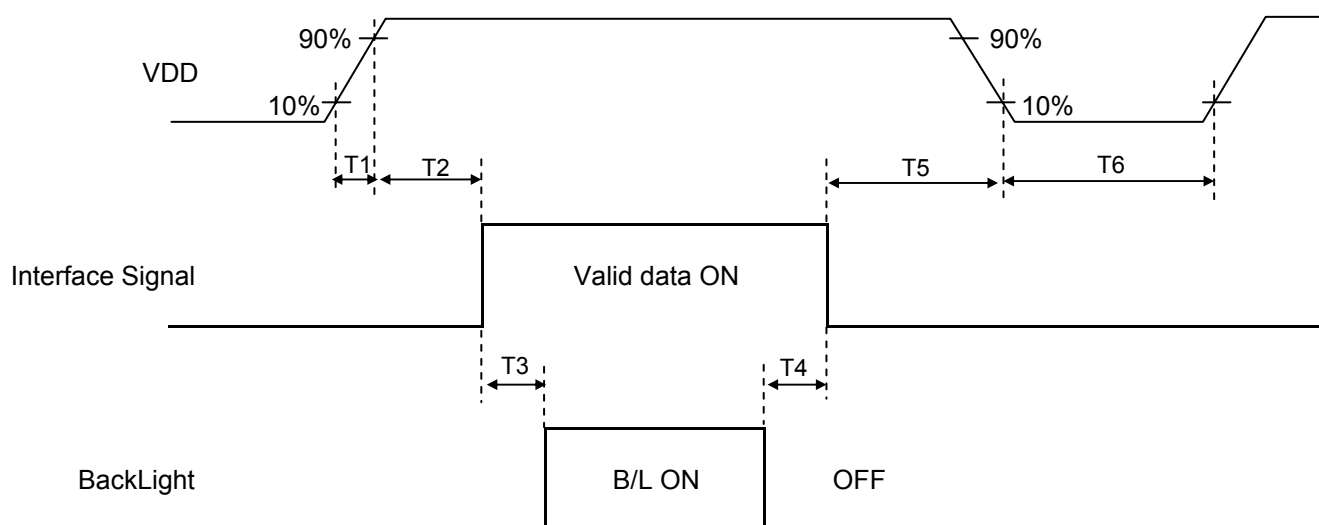 90%
90%
VDD
10%
10%
T1
T2
T5
T6
Interface Signal
Valid data ON
T3
T4
BackLight
B/L ON
OFF